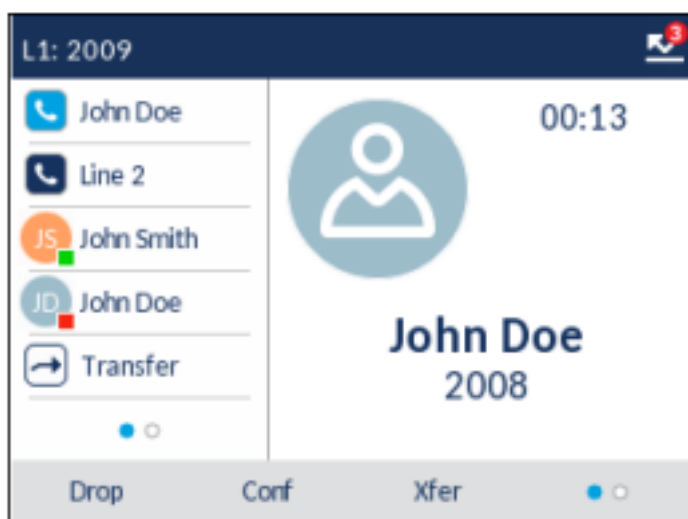 L1: 2009
3
John Doe
00:13
Line 2
JS John Smith
JD John Doe
Transfer
John Doe
2008
Drop Conf Xfer